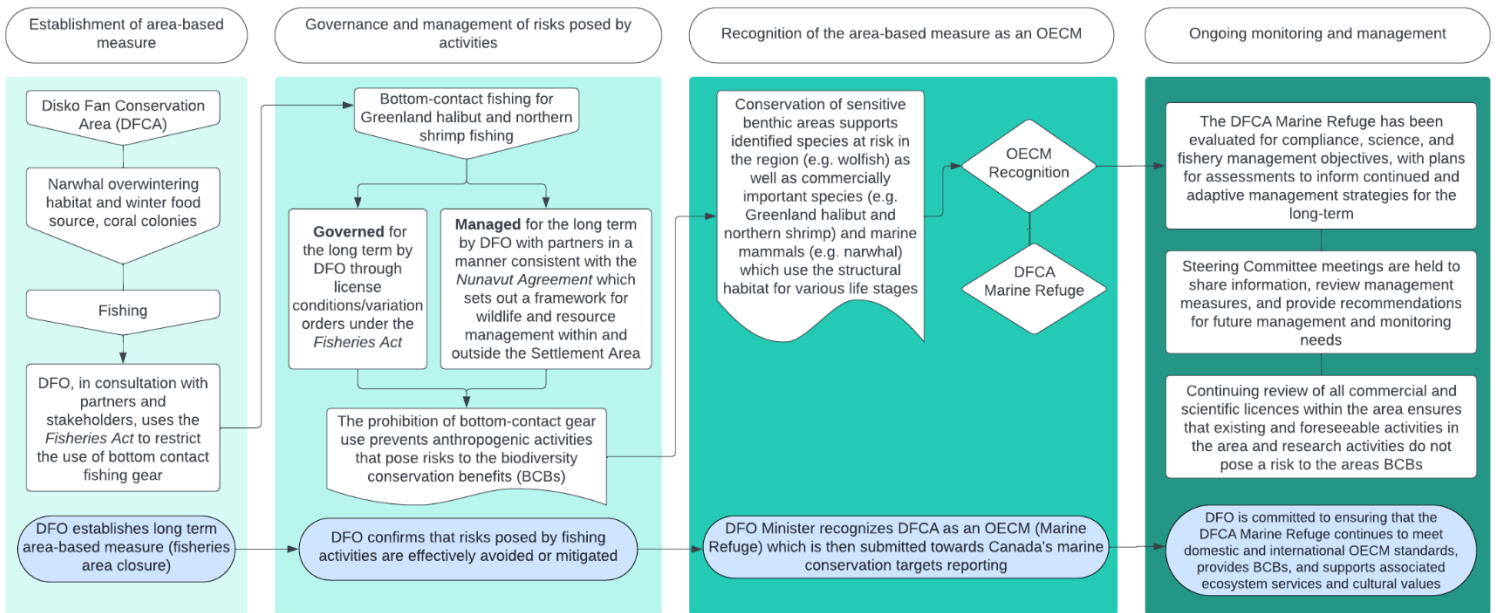 Establishment of area-based
measure
Governance and management of risks posed by
activities
Recognition of the area-based measure as an OECM
Ongoing monitoring and management
Disko Fan Conservation
Area (DFCA)
Narwhal overwintering
habitat and winter food
source, coral colonies
Fishing
DFO, in consultation with
partners and
stakeholders, uses the
Fisheries Act to restrict
the use of bottom contact
fishing gear
DFO establishes long term
area-based measure (fisheries
area closure)
Bottom-contact fishing for
Greenland halibut and northern
shrimp fishing
Governed for
the long term by
DFO through
license
conditions/variation
orders under the
Fisheries Act
Managed for the long term
by DFO with partners in a
manner consistent with the
Nunavut Agreement which
sets out a framework for
wildlife and resource
management within and
outside the Settlement Area
The prohibition of bottom-contact gear
use prevents anthropogenic activities
that pose risks to the biodiversity
conservation benefits (BCBs)
DFO confirms that risks posed by fishing
activities are effectively avoided or mitigated
Conservation of sensitive
benthic areas supports
identified species at risk in
the region (e.g. wolfish) as
well as commercially
important species (e.g.
Greenland halibut and
northern shrimp) and marine
mammals (e.g. narwhal)
which use the structural
habitat for various life stages
OECM
Recognition
DFCA
Marine Refuge
DFO Minister recognizes DFCA as an OECM (Marine
Refuge) which is then submitted towards Canada's marine
conservation targets reporting
The DFCA Marine Refuge has been
evaluated for compliance, science, and
fishery management objectives, with plans
for assessments to inform continued and
adaptive management strategies for the
long-term
Steering Committee meetings are held to
share information, review management
measures, and provide recommendations
for future management and monitoring
needs
Continuing review of all commercial and
scientific licences within the area ensures
that existing and foreseeable activities in
the area and research activities do not
pose a risk to the areas BCBs
DFO is committed to ensuring that the
DFCA Marine Refuge continues to meet
domestic and international OECM standards,
provides BCBs, and supports associated
ecosystem services and cultural values